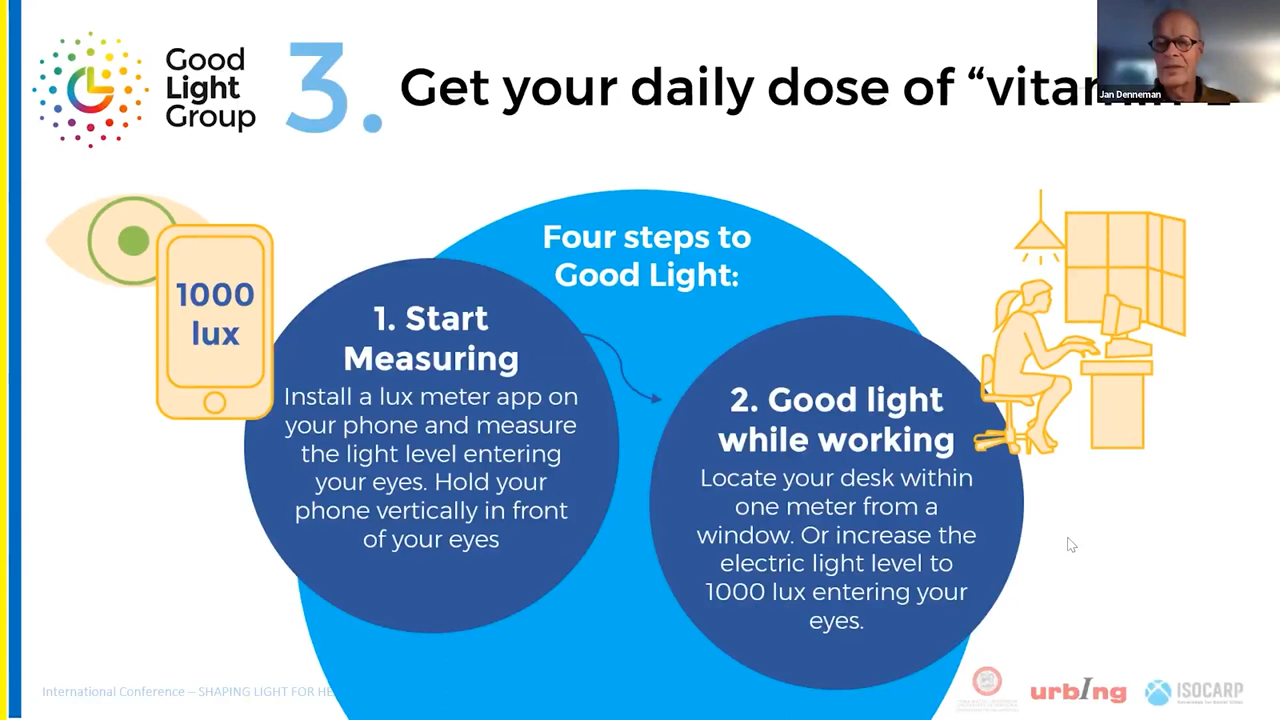 Good
Light
Group
3.
Get your daily dose of “vita
Jan Denneman
1000
lux
Four steps to
Good Light:
1. Start
Measuring
Install a lux meter app on
your phone and measure
the light level entering
your eyes. Hold your
phone vertically in front
of your eyes
2. Good light
while working
Locate your desk within
one meter from a
window. Or increase the
electric light level to
1000 lux entering your
eyes.
International Conference – SHAPING LIGHT FOR HE
urbIng
ISOCARP